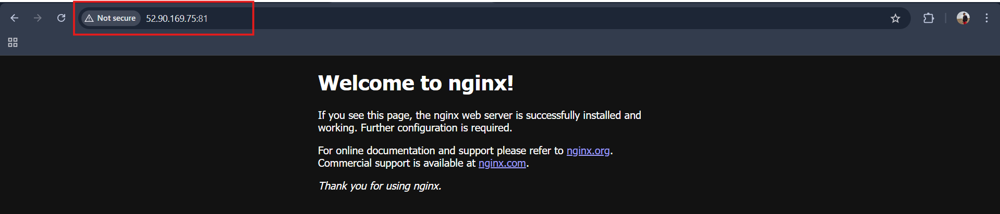 Not secure 52.90.169.75:81
Welcome to nginx!
If you see this page, the nginx web server is successfully installed and
working. Further configuration is required.
For online documentation and support please refer to nginx.org.
Commercial support is available at nginx.com.
Thank you for using nginx.